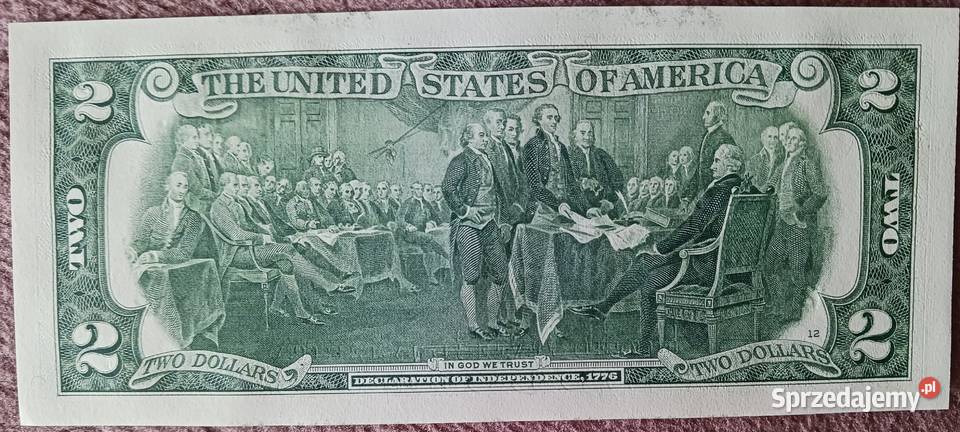 2 THE UNITED STATES OF AMERICA 2
TWO
TWO
12
2 TWO DOLLARS
TWO DOLLARS 2
IN GOD WE TRUST
DECLARATION OF INDEPENDENCE, 1776
Sprzedajemy.pl